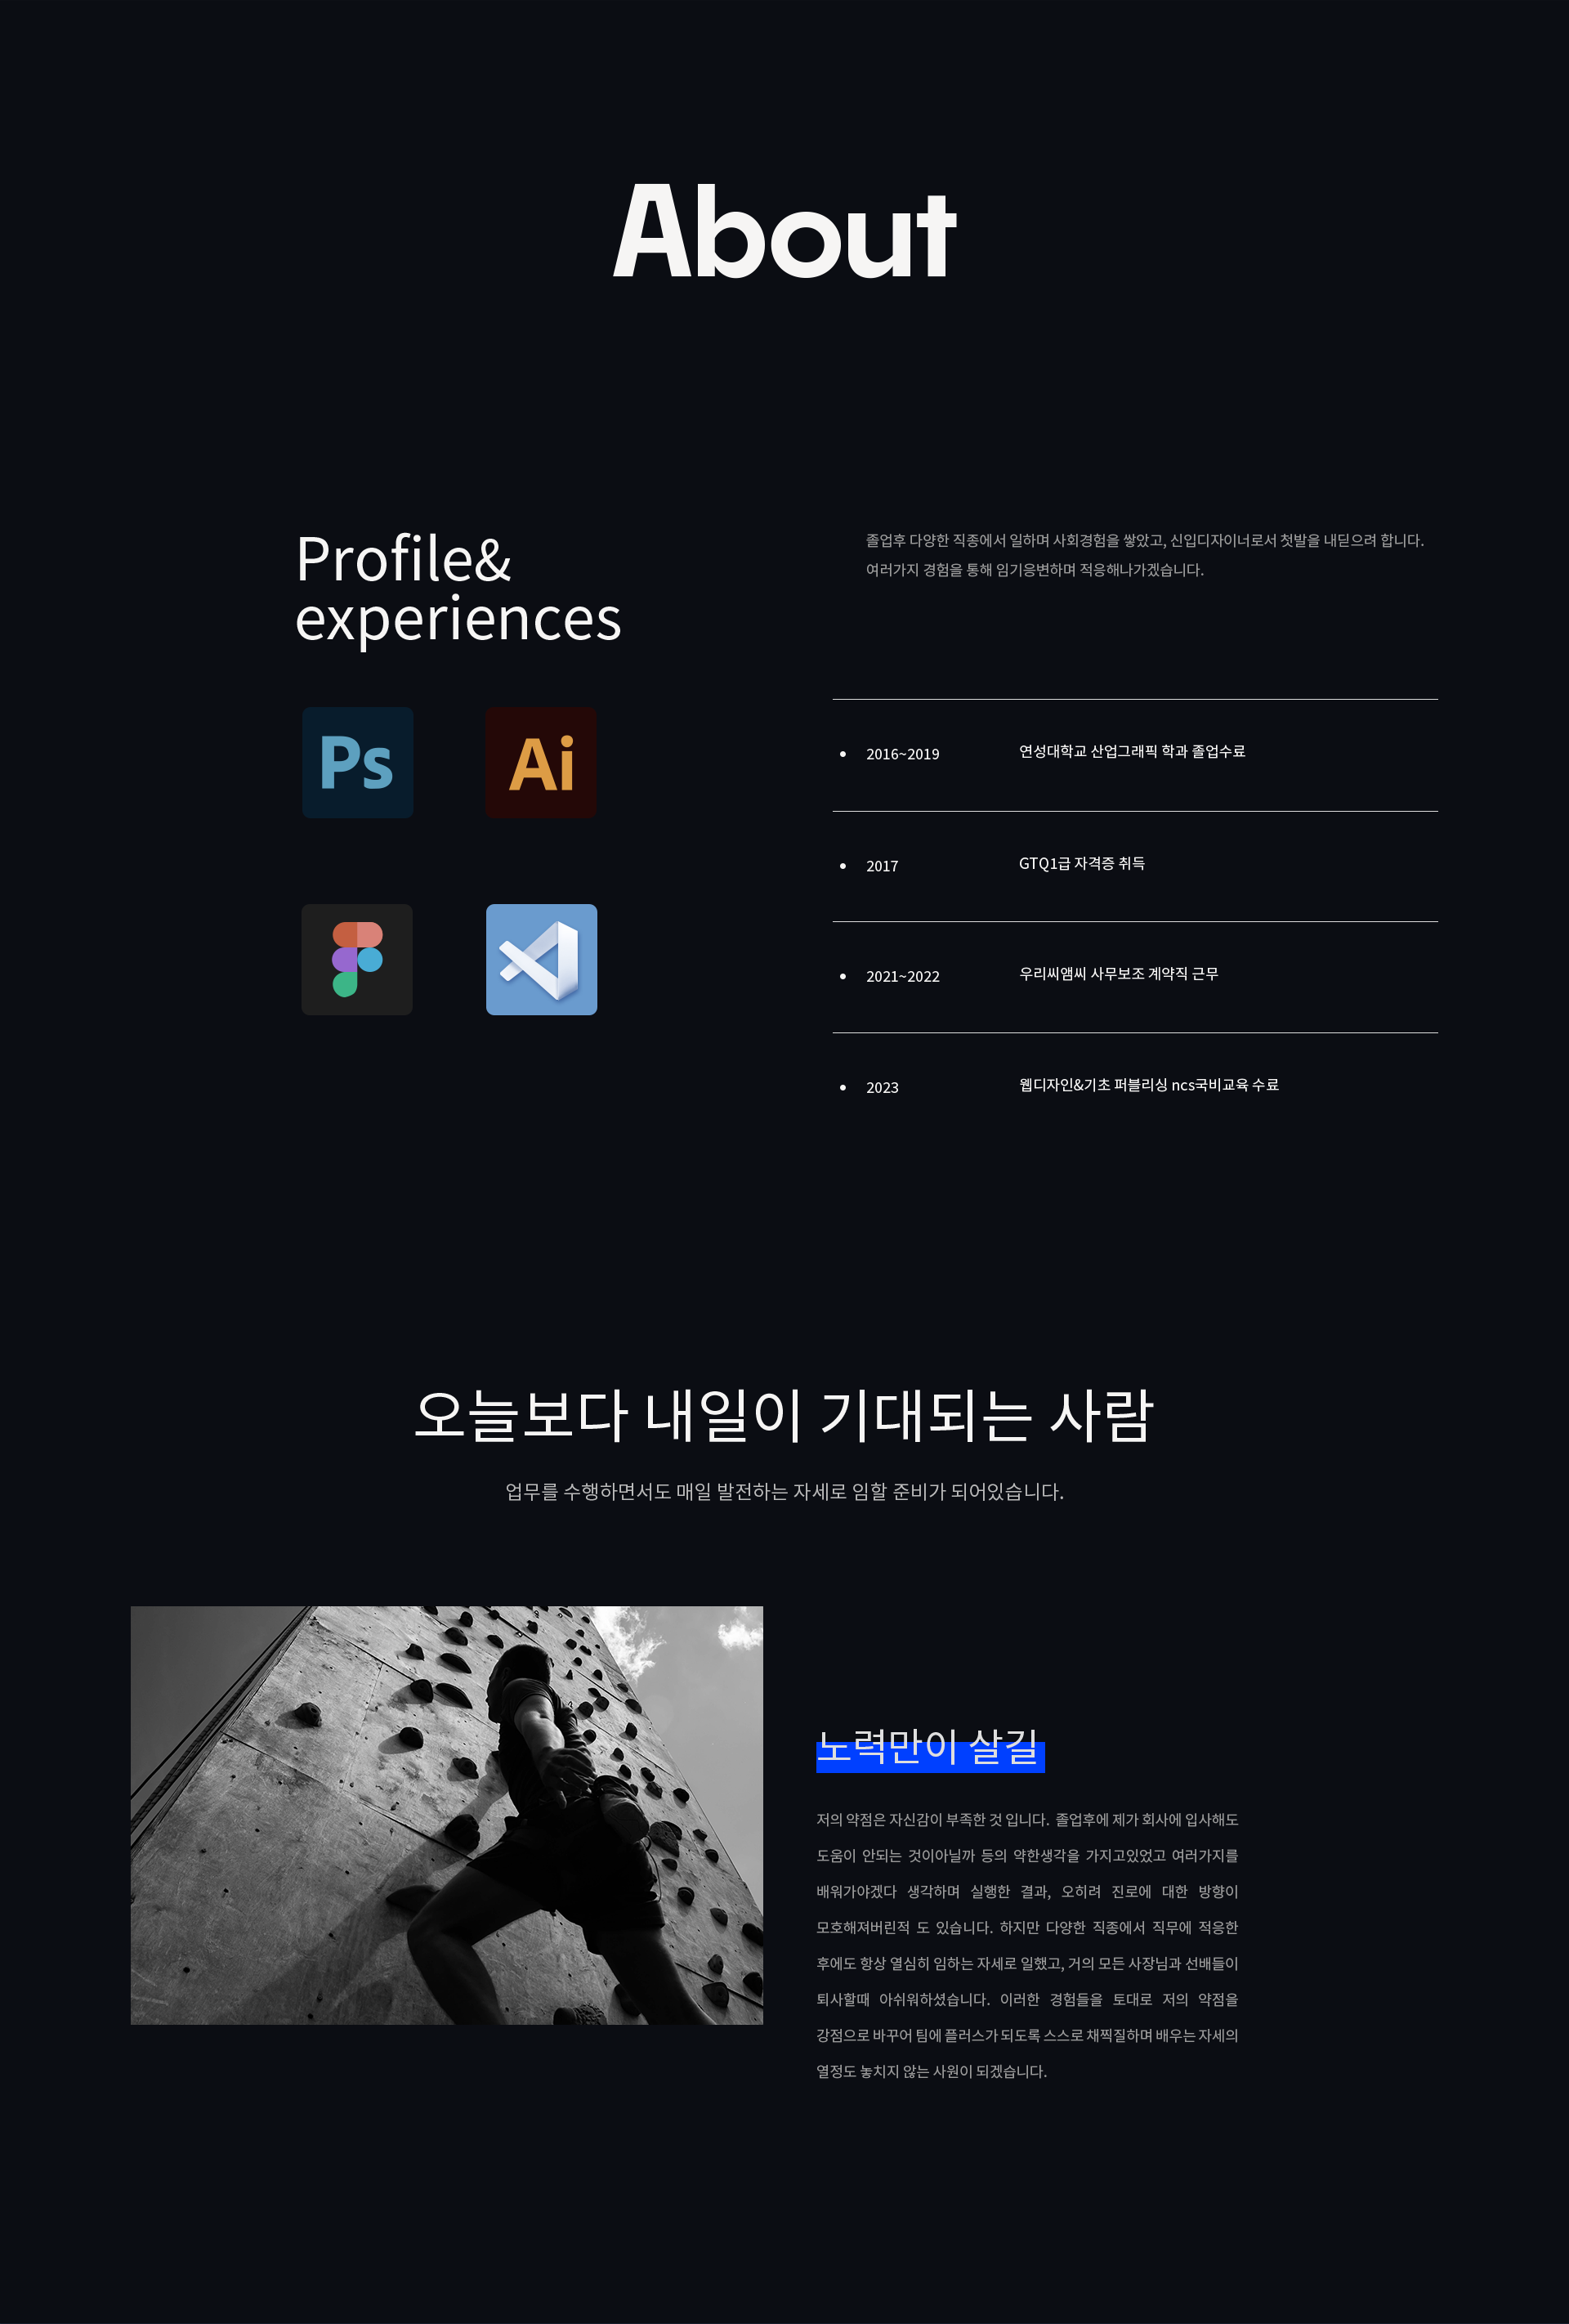 About
Profile&
experiences
Ps
Ai
졸업후 다양한 직종에서 일하며 사회경험을 쌓았고, 신입디자이너로서 첫발을 내딛으려 합니다.
여러가지 경험을 통해 임기응변하며 적응해나가겠습니다.
2016~2019 연성대학교 산업그래픽 학과 졸업수료
2017 GTQ1급 자격증 취득
2021~2022 우리씨앰씨 사무보조 계약직 근무
2023 웹디자인&기초 퍼블리싱 ncs국비교육 수료
오늘보다 내일이 기대되는 사람
업무를 수행하면서도 매일 발전하는 자세로 임할 준비가 되어있습니다.
노력만이 살길
저의 약점은 자신감이 부족한 것 입니다. 졸업후에 제가 회사에 입사해도
도움이 안되는 것이아닐까 등의 약한생각을 가지고있었고 여러가지를
배워가야겠다 생각하며 실행한 결과, 오히려 진로에 대한 방향이
모호해져버린적 도 있습니다. 하지만 다양한 직종에서 직무에 적응한
후에도 항상 열심히 임하는 자세로 일했고, 거의 모든 사장님과 선배들이
퇴사할때 아쉬워하셨습니다. 이러한 경험들을 토대로 저의 약점을
강점으로 바꾸어 팀에 플러스가 되도록 스스로 채찍질하며 배우는 자세의
열정도 놓치지 않는 사원이 되겠습니다.